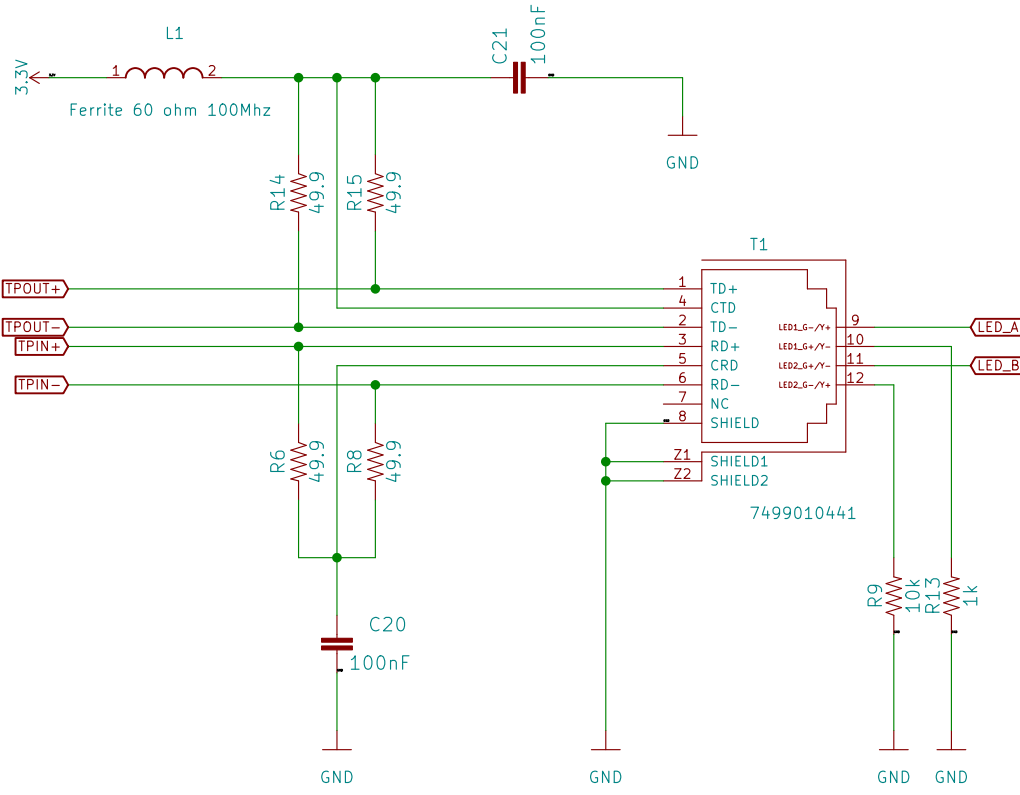 L1
C21
100nF
3.3V
1
2
Ferrite 60 ohm 100Mhz
GND
R14
49.9
R15
49.9
T1
TPOUT+
1
TD+
4
CTD
TPOUT-
2
TD-
LED1_G-/Y+
9
LED_A
TPIN+
3
RD+
LED1_G+/Y-
10
5
CRD
LED2_G+/Y-
11
LED_B
TPIN-
6
RD-
LED2_G-/Y+
12
7
NC
8
SHIELD
Z1
SHIELD1
Z2
SHIELD2
R6
49.9
R8
49.9
7499010441
R9
10k
R13
1k
C20
100nF
GND
GND
GND
GND